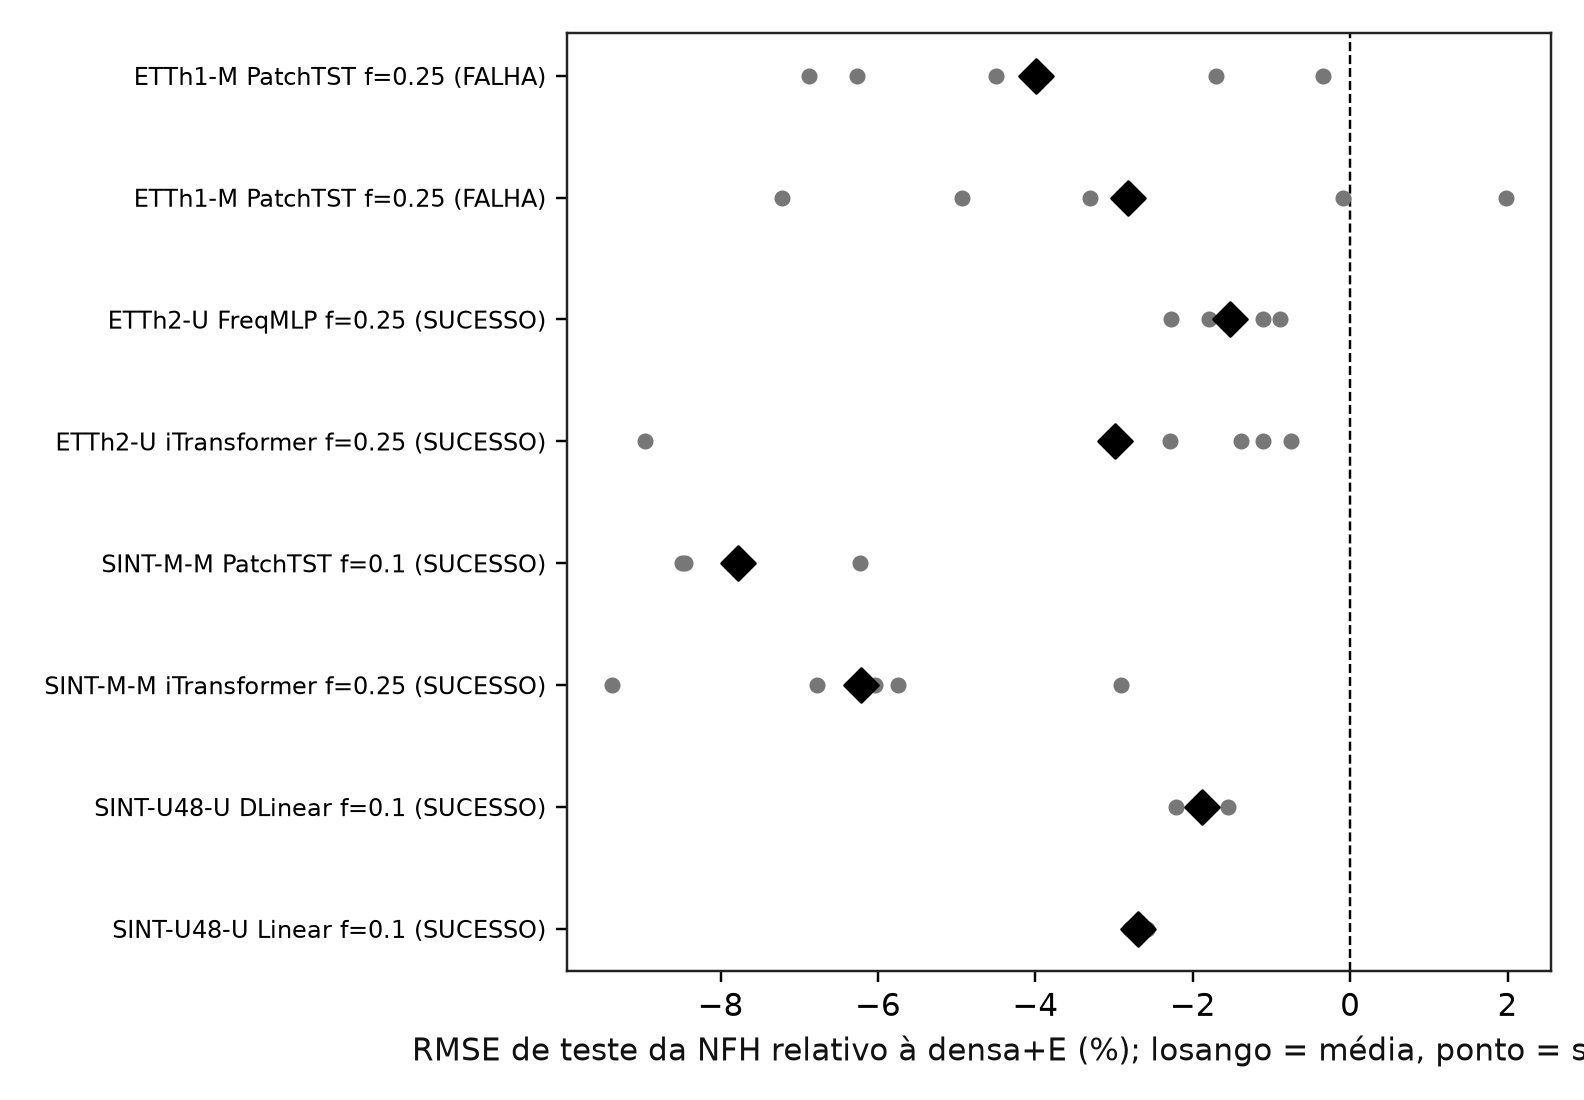 ETTh1-M PatchTST f=0.25 (FALHA)
ETTh1-M PatchTST f=0.25 (FALHA)
ETTh2-U FreqMLP f=0.25 (SUCESSO)
ETTh2-U iTransformer f=0.25 (SUCESSO)
SINT-M-M PatchTST f=0.1 (SUCESSO)
SINT-M-M iTransformer f=0.25 (SUCESSO)
SINT-U48-U DLinear f=0.1 (SUCESSO)
SINT-U48-U Linear f=0.1 (SUCESSO)
−8 −6 −4 −2 0 2
RMSE de teste da NFH relativo à densa+E (%); losango = média, ponto =